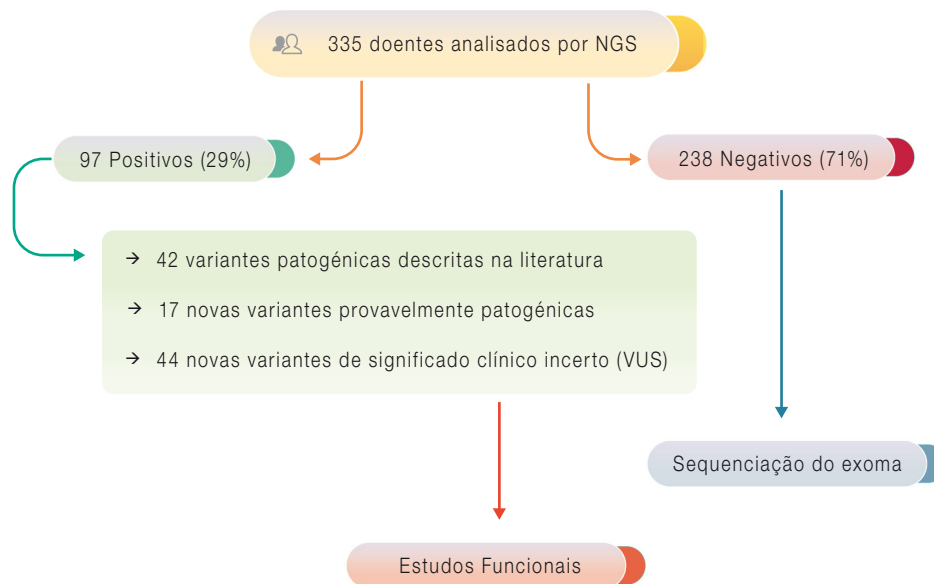 335 doentes analisados por NGS
97 Positivos (29%)
238 Negativos (71%)
→ 42 variantes patogénicas descritas na literatura
→ 17 novas variantes provavelmente patogénicas
→ 44 novas variantes de significado clínico incerto (VUS)
Sequenciação do exoma
Estudos Funcionais